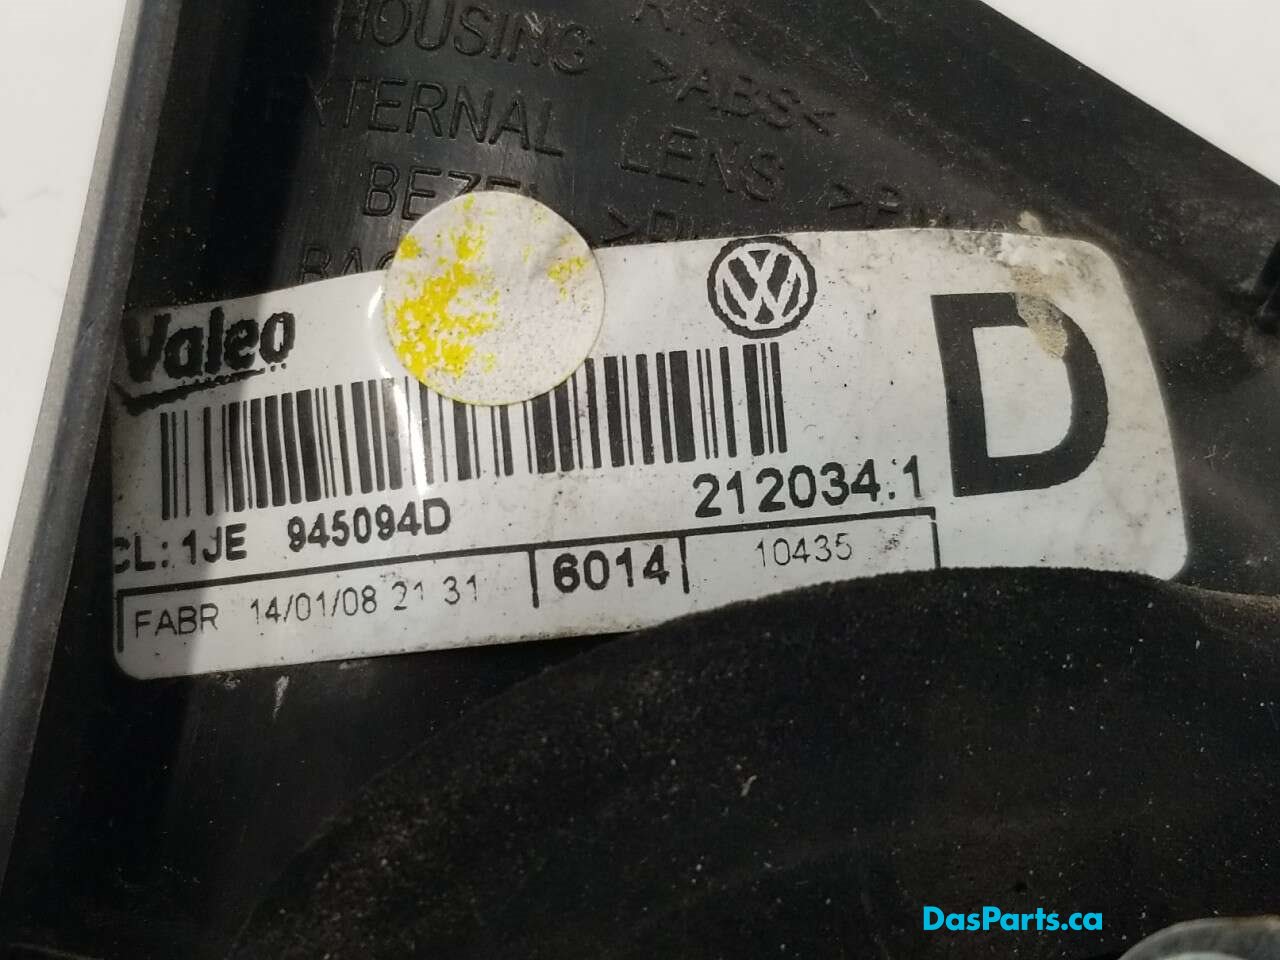 HOUSING >ABS<
EXTERNAL LENS
Valeo
D
212034.1
CL: 1JE 945094D
FABR 14/01/08 21 31 6014 10435
DasParts.ca